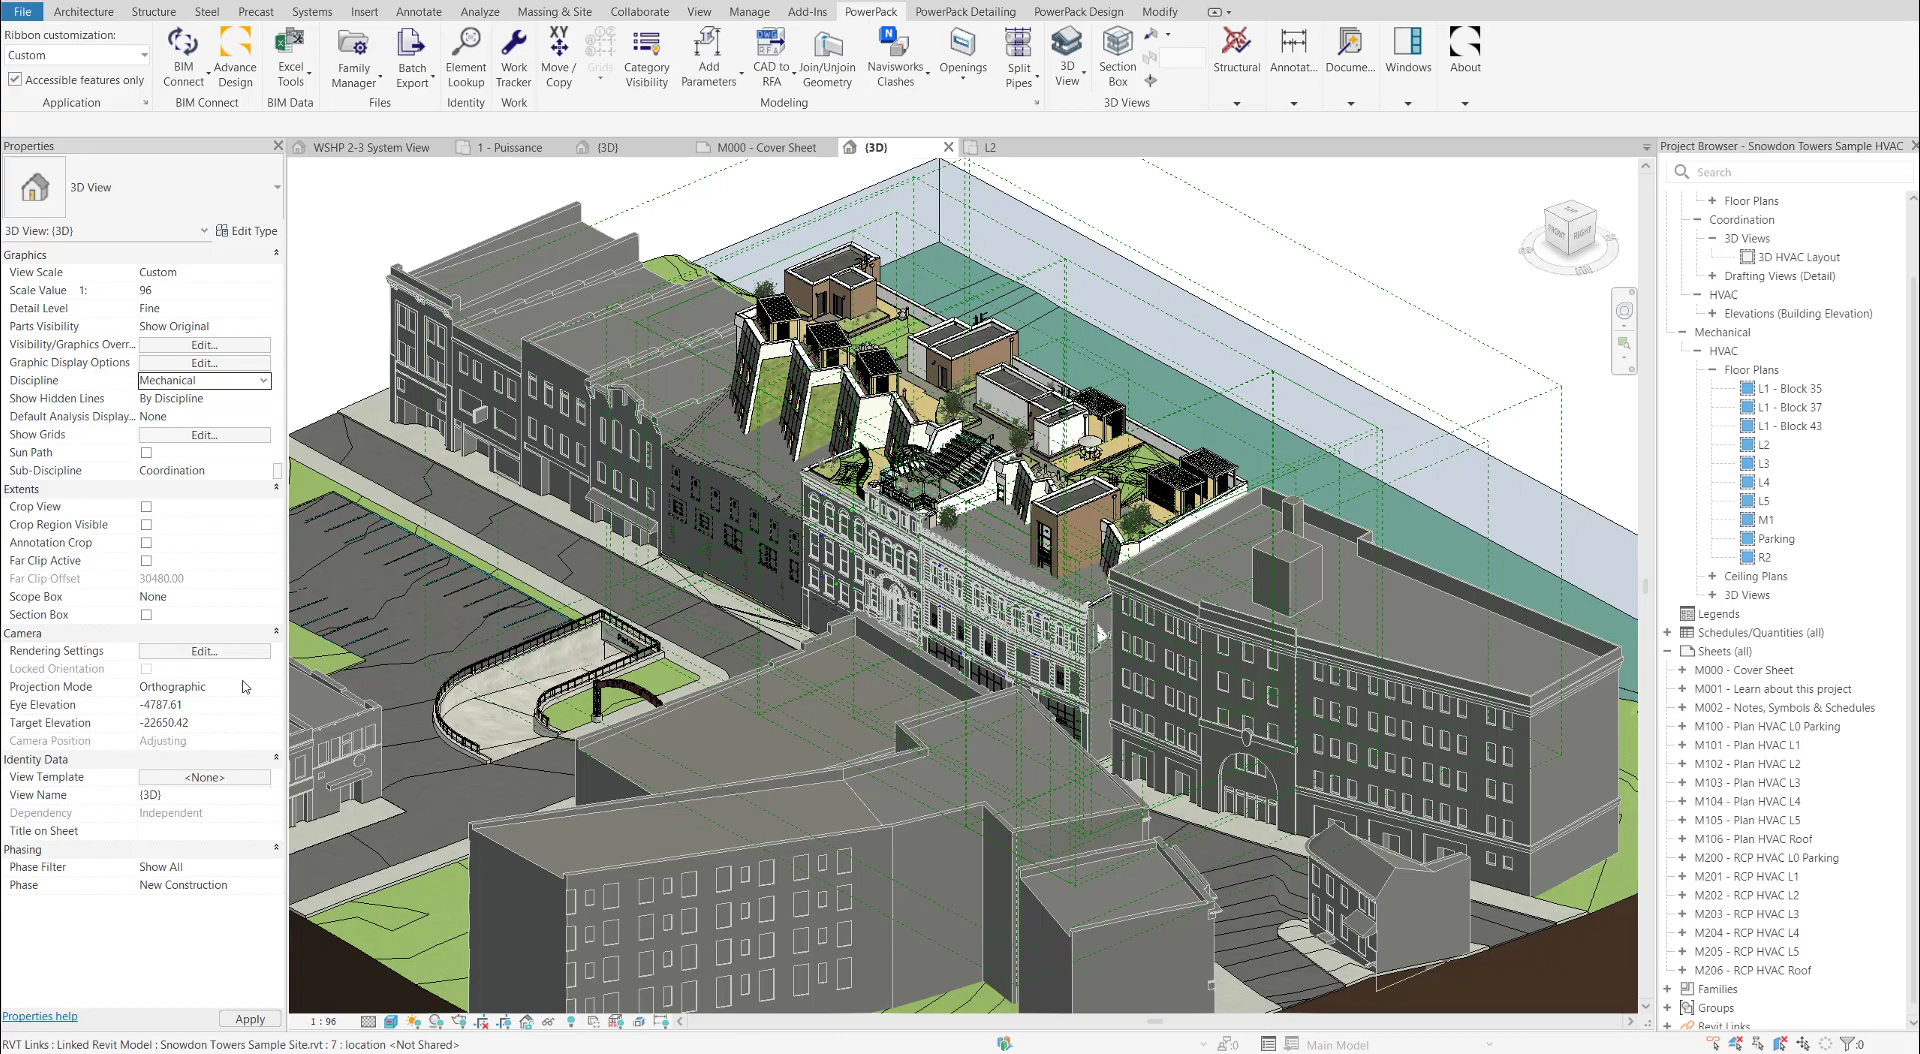 File Architecture Structure Steel Precast Systems Insert Annotate Analyze Massing & Site Collaborate View Manage Add-Ins PowerPack PowerPack Detailing PowerPack Design Modify
Ribbon customization:
Custom
Accessible features only
Application
BIM Connect
Advance Design
BIM Connect
Excel Tools
BIM Data
Family Manager
Batch Export
Files
Element Lookup
Identity
Work Tracker
Work
XY
Move / Copy
Grids
Category Visibility
Add Parameters
DWG
RFA
CAD to RFA
Join/Unjoin Geometry
N
Navisworks Clashes
Openings
Split Pipes
Modeling
3D View
Section Box
3D Views
Structural
Annotat...
Docume...
Windows
About
Properties
3D View
3D View: {3D}
Edit Type
Graphics
View Scale Custom
Scale Value 1: 96
Detail Level Fine
Parts Visibility Show Original
Visibility/Graphics Overr... Edit...
Graphic Display Options Edit...
Discipline Mechanical
Show Hidden Lines By Discipline
Default Analysis Display... None
Show Grids Edit...
Sun Path
Sub-Discipline Coordination
Extents
Crop View
Crop Region Visible
Annotation Crop
Far Clip Active
Far Clip Offset 30480.00
Scope Box None
Section Box
Camera
Rendering Settings Edit...
Locked Orientation
Projection Mode Orthographic
Eye Elevation -4787.61
Target Elevation -22650.42
Camera Position Adjusting
Identity Data
View Template <None>
View Name {3D}
Dependency Independent
Title on Sheet
Phasing
Phase Filter Show All
Phase New Construction
Properties help
Apply
WSHP 2-3 System View
1 - Puissance
{3D}
M000 - Cover Sheet
{3D}
L2
FRONT RIGHT
1 : 96
Project Browser - Snowdon Towers Sample HVAC
Search
Floor Plans
Coordination
3D Views
3D HVAC Layout
Drafting Views (Detail)
HVAC
Elevations (Building Elevation)
Mechanical
HVAC
Floor Plans
L1 - Block 35
L1 - Block 37
L1 - Block 43
L2
L3
L4
L5
M1
Parking
R2
Ceiling Plans
3D Views
Legends
Schedules/Quantities (all)
Sheets (all)
M000 - Cover Sheet
M001 - Learn about this project
M002 - Notes, Symbols & Schedules
M100 - Plan HVAC L0 Parking
M101 - Plan HVAC L1
M102 - Plan HVAC L2
M103 - Plan HVAC L3
M104 - Plan HVAC L4
M105 - Plan HVAC L5
M106 - Plan HVAC Roof
M200 - RCP HVAC L0 Parking
M201 - RCP HVAC L1
M202 - RCP HVAC L2
M203 - RCP HVAC L3
M204 - RCP HVAC L4
M205 - RCP HVAC L5
M206 - RCP HVAC Roof
Families
Groups
Revit Links
RVT Links : Linked Revit Model : Snowdon Towers Sample Site.rvt : 7 : location <Not Shared>
:0
Main Model
:0